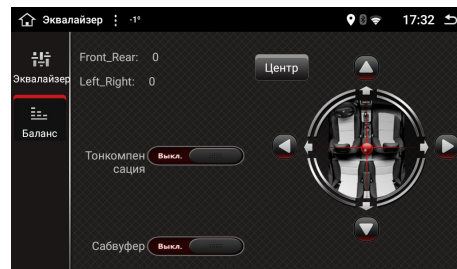 Эквалайзер -1° 17:32
Эквалайзер
Баланс
Front_Rear: 0
Left_Right: 0
Центр
Тонкомпен
сация
Выкл.
Сабвуфер
Выкл.